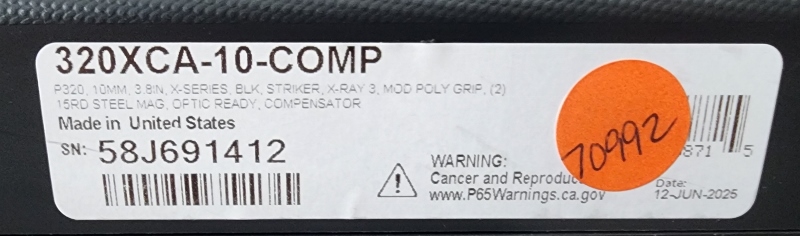 320XCA-10-COMP
P320, 10MM, 3.8IN, X-SERIES, BLK, STRIKER, X-RAY 3, MOD POLY GRIP, (2)
15RD STEEL MAG, OPTIC READY, COMPENSATOR
Made in United States
SN: 58J691412
WARNING:
Cancer and Reproduc
www.P65Warnings.ca.gov
70992
871 5
Date:
12-JUN-2025